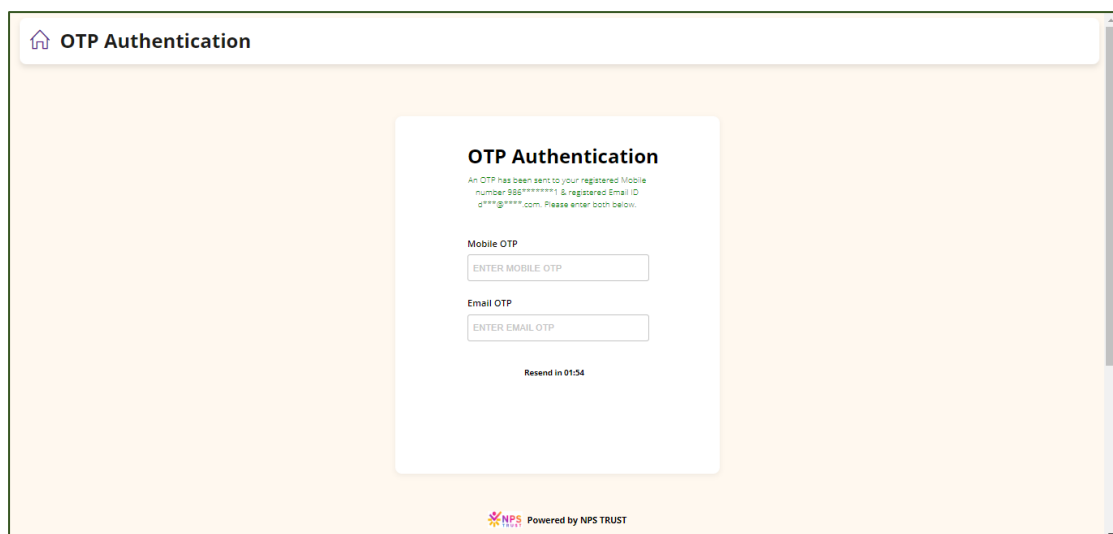 OTP Authentication
OTP Authentication
An OTP has been sent to your registered Mobile
number 986*******1 & registered Email ID
d***@****.com. Please enter both below.
Mobile OTP
ENTER MOBILE OTP
Email OTP
ENTER EMAIL OTP
Resend in 01:54
NPS TRUST Powered by NPS TRUST